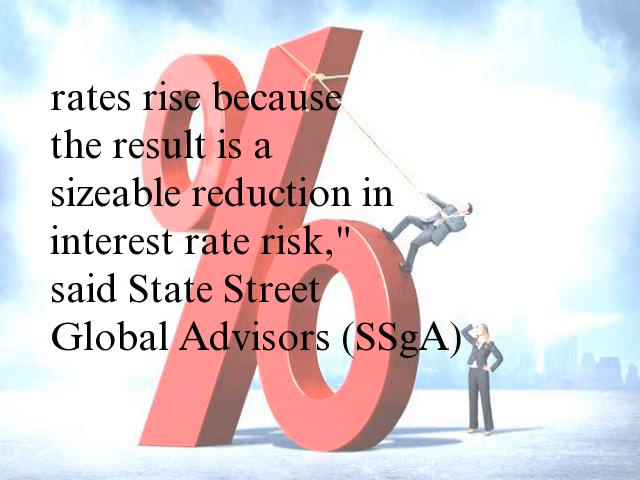 rates rise because
the result is a
sizeable reduction in
interest rate risk,"
said State Street
Global Advisors (SSgA)